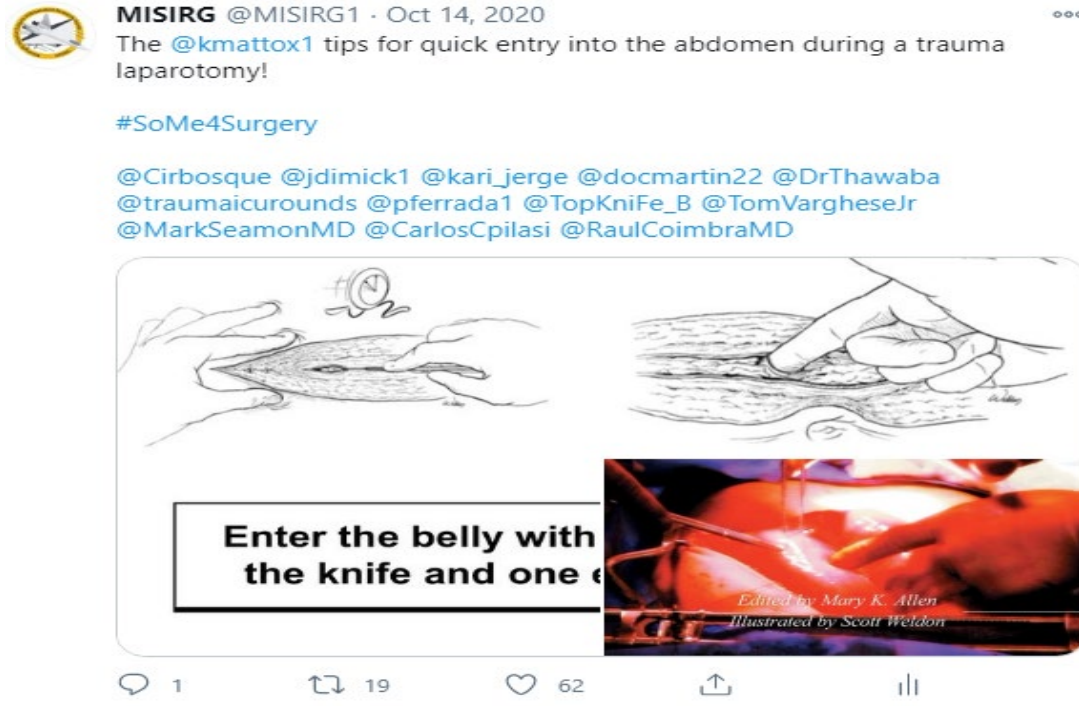 MISIRG @MISIRG1 · Oct 14, 2020
The @kmattox1 tips for quick entry into the abdomen during a trauma
laparotomy!
#SoMe4Surgery
@Cirbosque @jdimick1 @kari_jerge @docmartin22 @DrThawaba
@traumaicurounds @pferrada1 @TopKniFe_B @TomVargheseJr
@MarkSeamonMD @CarlosCpilasi @RaulCoimbraMD
Enter the belly with
the knife and one
Edited by Mary K. Allen
Illustrated by Scott Weldon
1 19 62